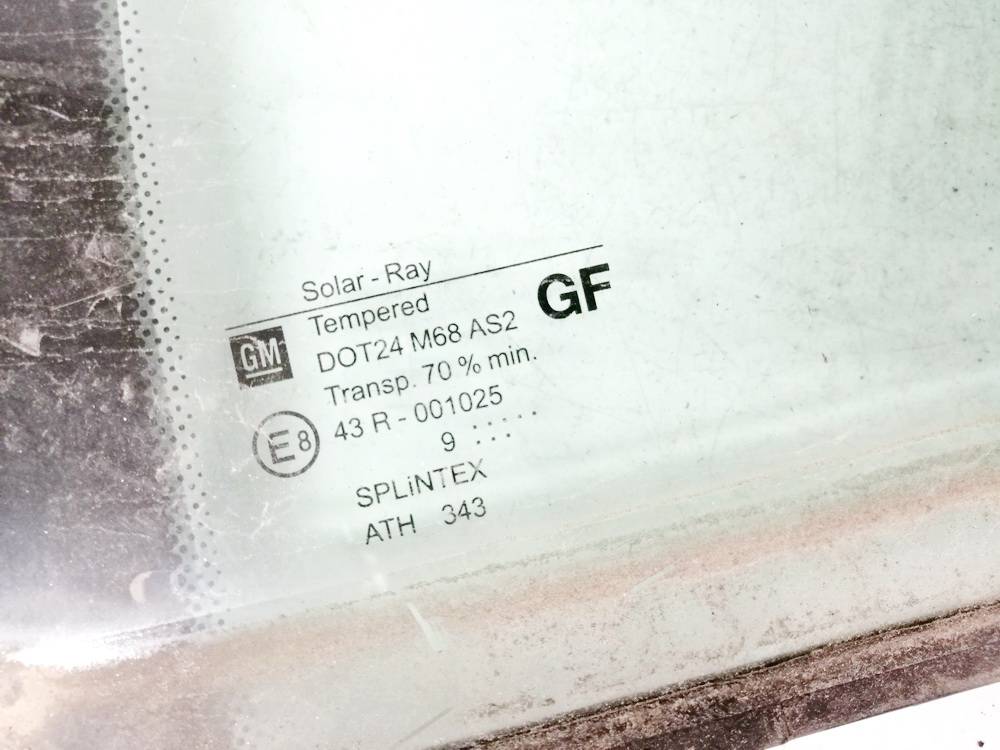 Solar - Ray
GM
Tempered
GF
DOT24 M68 AS2
Transp. 70 % min.
E8
43 R - 001025
9
SPLiNTEX
ATH 343